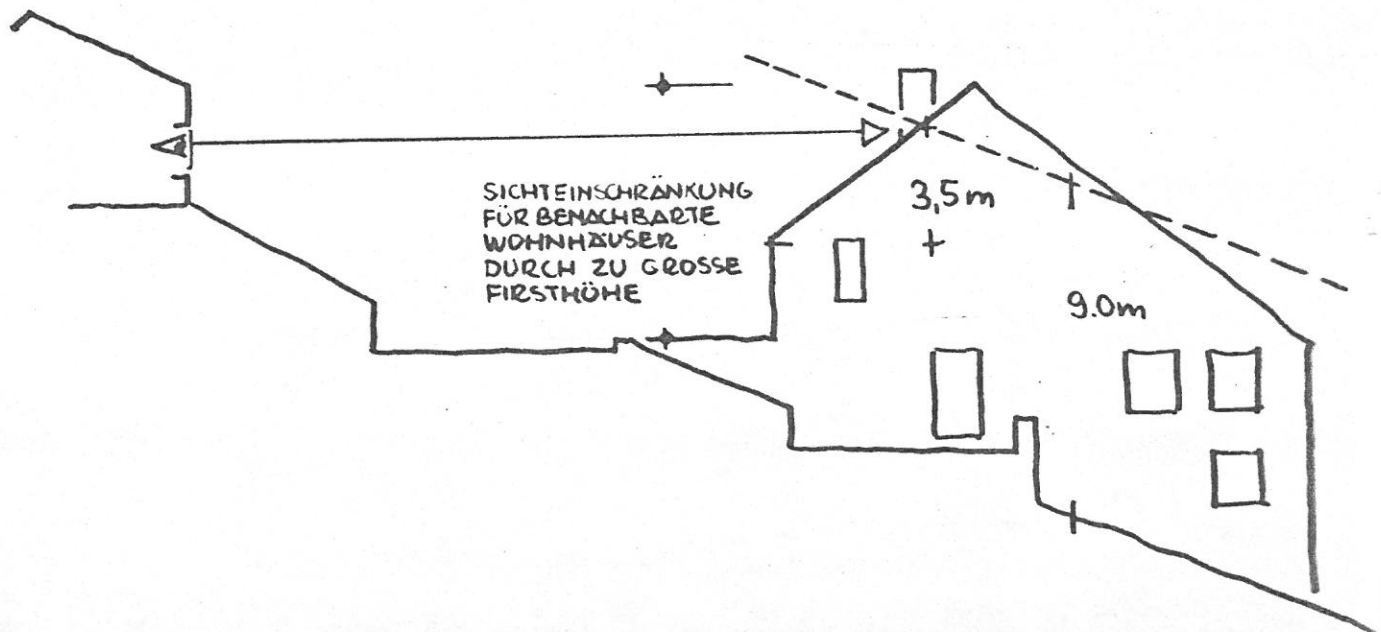 SICHTEINSCHRÄNKUNG
FÜR BENACHBARTE
WOHNHÄUSER
DURCH ZU GROSSE
FIRSTHÖHE
3,5m
9.0m